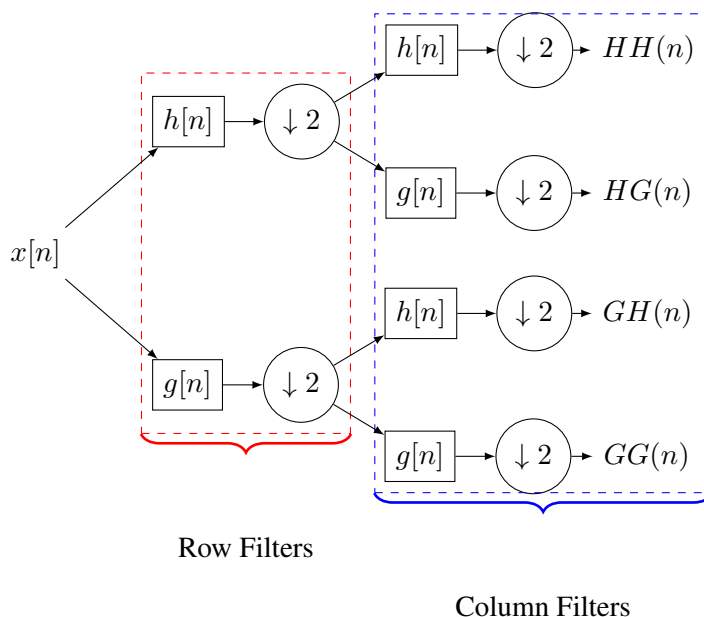 h[n] ↓ 2 HH(n)
h[n] ↓ 2
g[n] ↓ 2 HG(n)
x[n]
h[n] ↓ 2 GH(n)
g[n] ↓ 2
g[n] ↓ 2 GG(n)
Row Filters
Column Filters